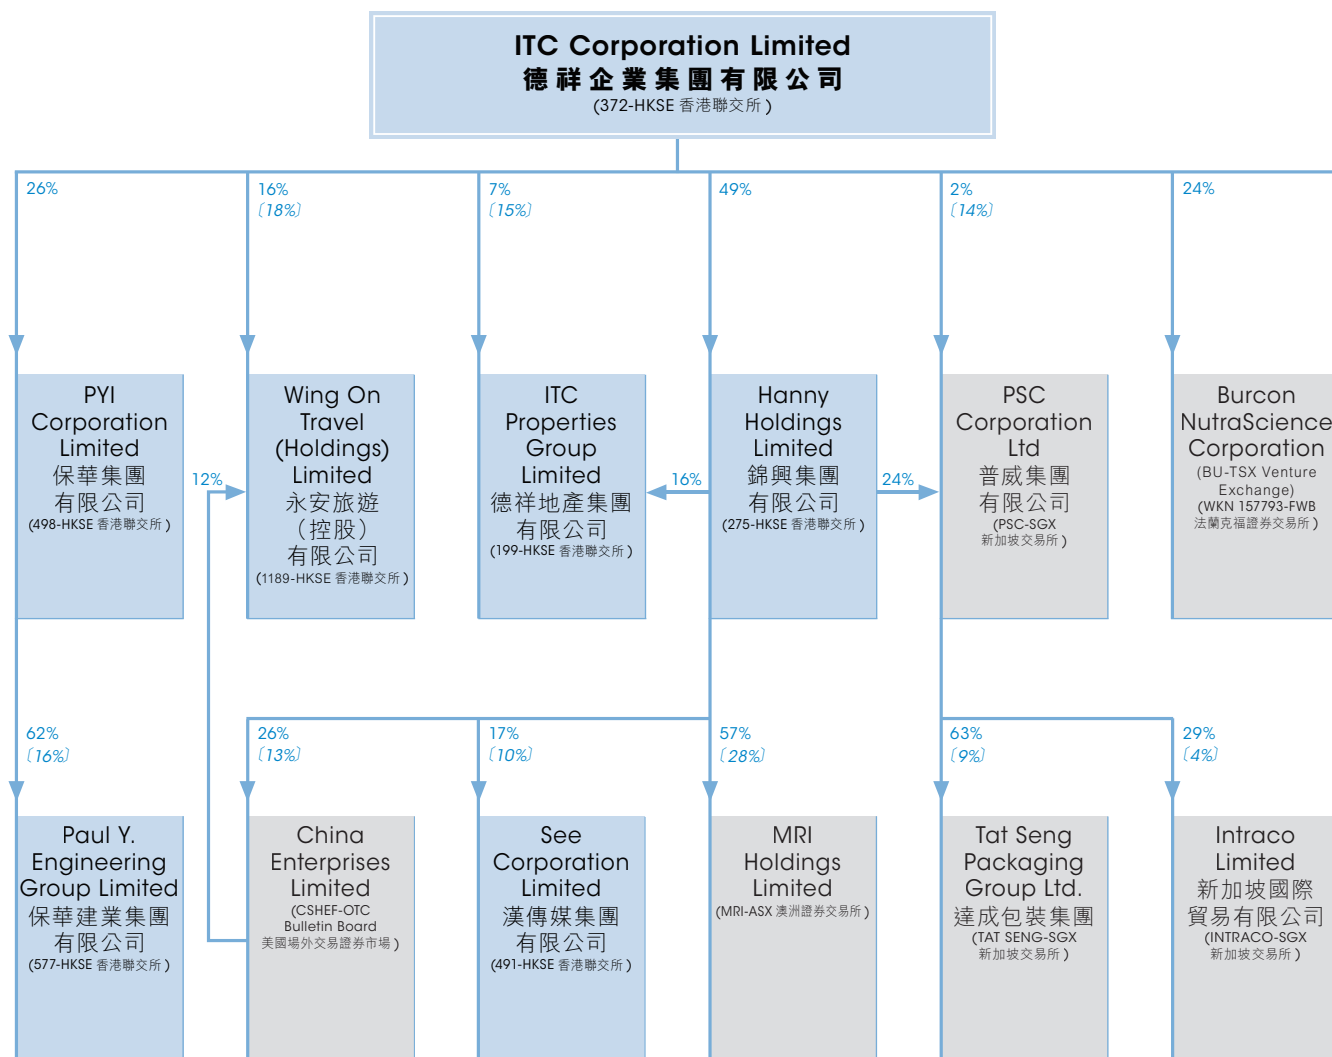 ITC Corporation Limited
德祥企業集團有限公司
(372-HKSE 香港聯交所)
26%
16%
〔18%〕
7%
〔15%〕
49%
2%
〔14%〕
24%
PYI
Corporation
Limited
保華集團
有限公司
(498-HKSE 香港聯交所)
12%
Wing On
Travel
(Holdings)
Limited
永安旅遊
（控股）
有限公司
(1189-HKSE 香港聯交所)
ITC
Properties
Group
Limited
德祥地產集團
有限公司
(199-HKSE 香港聯交所)
16%
Hanny
Holdings
Limited
錦興集團
有限公司
(275-HKSE 香港聯交所)
24%
PSC
Corporation
Ltd
普威集團
有限公司
(PSC-SGX
新加坡交易所)
Burcon
NutraScience
Corporation
(BU-TSX Venture
Exchange)
(WKN 157793-FWB
法蘭克福證券交易所)
62%
〔16%〕
26%
〔13%〕
17%
〔10%〕
57%
〔28%〕
63%
〔9%〕
29%
〔4%〕
Paul Y.
Engineering
Group Limited
保華建業集團
有限公司
(577-HKSE 香港聯交所)
China
Enterprises
Limited
(CSHEF-OTC
Bulletin Board
美國場外交易證券市場)
See
Corporation
Limited
漢傳媒集團
有限公司
(491-HKSE 香港聯交所)
MRI
Holdings
Limited
(MRI-ASX 澳洲證券交易所)
Tat Seng
Packaging
Group Ltd.
達成包裝集團
(TAT SENG-SGX
新加坡交易所)
Intraco
Limited
新加坡國際
貿易有限公司
(INTRACO-SGX
新加坡交易所)